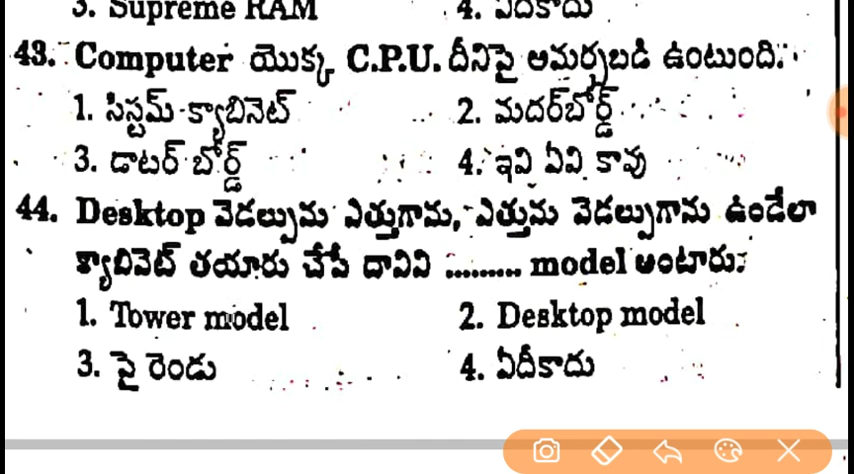 3. Supreme RAM 4. ఏదీకాదు
43. Computer యొక్క C.P.U. దీనిపై అమర్చబడి ఉంటుంది.
1. సిస్టమ్ క్యాబినెట్ 2. మదర్‌బోర్డ్
3. డాటర్ బోర్డ్ 4. ఇవి ఏవి కావు
44. Desktop వెడల్పును ఎత్తుగాను, ఎత్తును వెడల్పుగాను ఉండేలా
క్యాబినెట్ తయారు చేసే దానిని ......... model అంటారు:
1. Tower model 2. Desktop model
3. పై రెండు 4. ఏదీకాదు